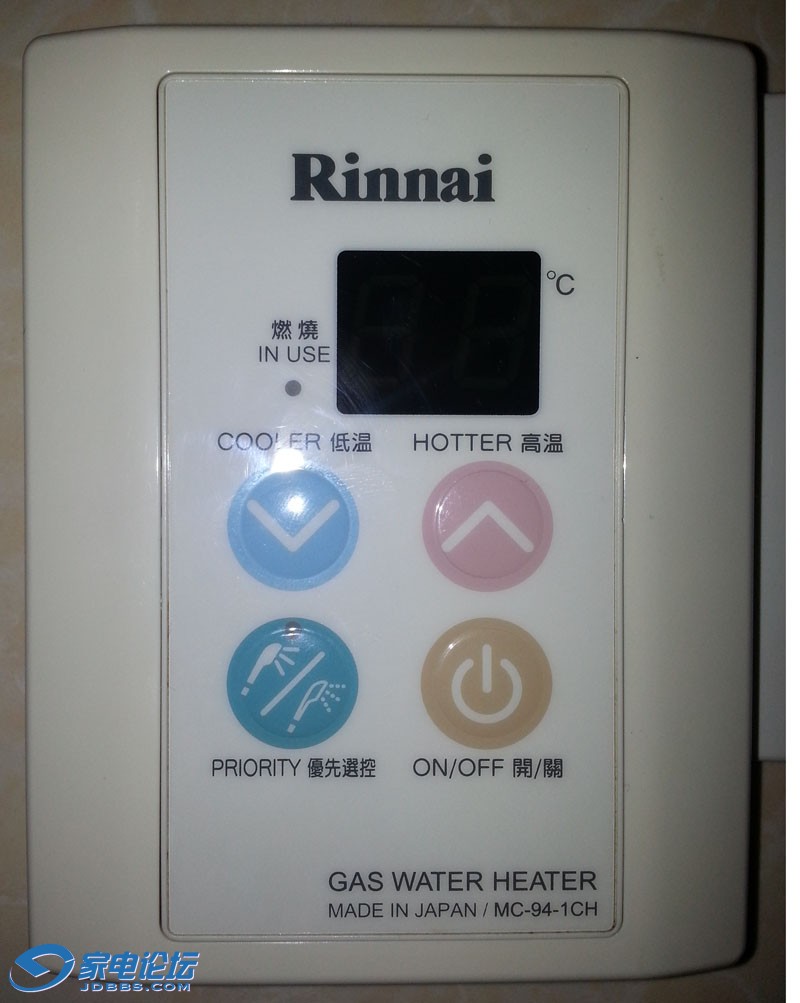 Rinnai
°C
燃燒
IN USE
COOLER 低温
HOTTER 高温
PRIORITY 優先選控
ON/OFF 開/關
GAS WATER HEATER
MADE IN JAPAN / MC-94-1CH
家电论坛
JDBBS.COM